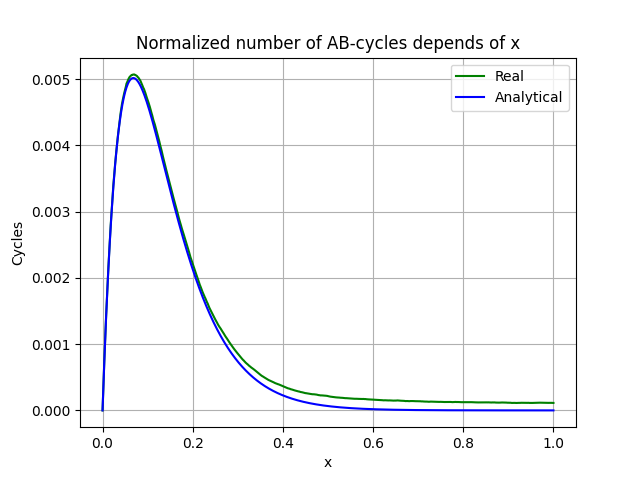 Normalized number of AB-cycles depends of x
Real
Analytical
0.005
0.004
0.003
0.002
0.001
0.000
Cycles
0.0 0.2 0.4 0.6 0.8 1.0
x